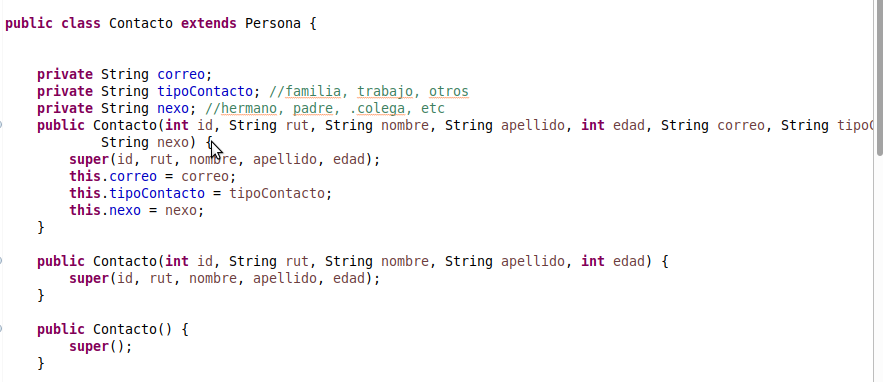 public class Contacto extends Persona {
private String correo;
private String tipoContacto; //familia, trabajo, otros
private String nexo; //hermano, padre, .colega, etc
public Contacto(int id, String rut, String nombre, String apellido, int edad, String correo, String tipoC
String nexo) {
super(id, rut, nombre, apellido, edad);
this.correo = correo;
this.tipoContacto = tipoContacto;
this.nexo = nexo;
}
public Contacto(int id, String rut, String nombre, String apellido, int edad) {
super(id, rut, nombre, apellido, edad);
}
public Contacto() {
super();
}